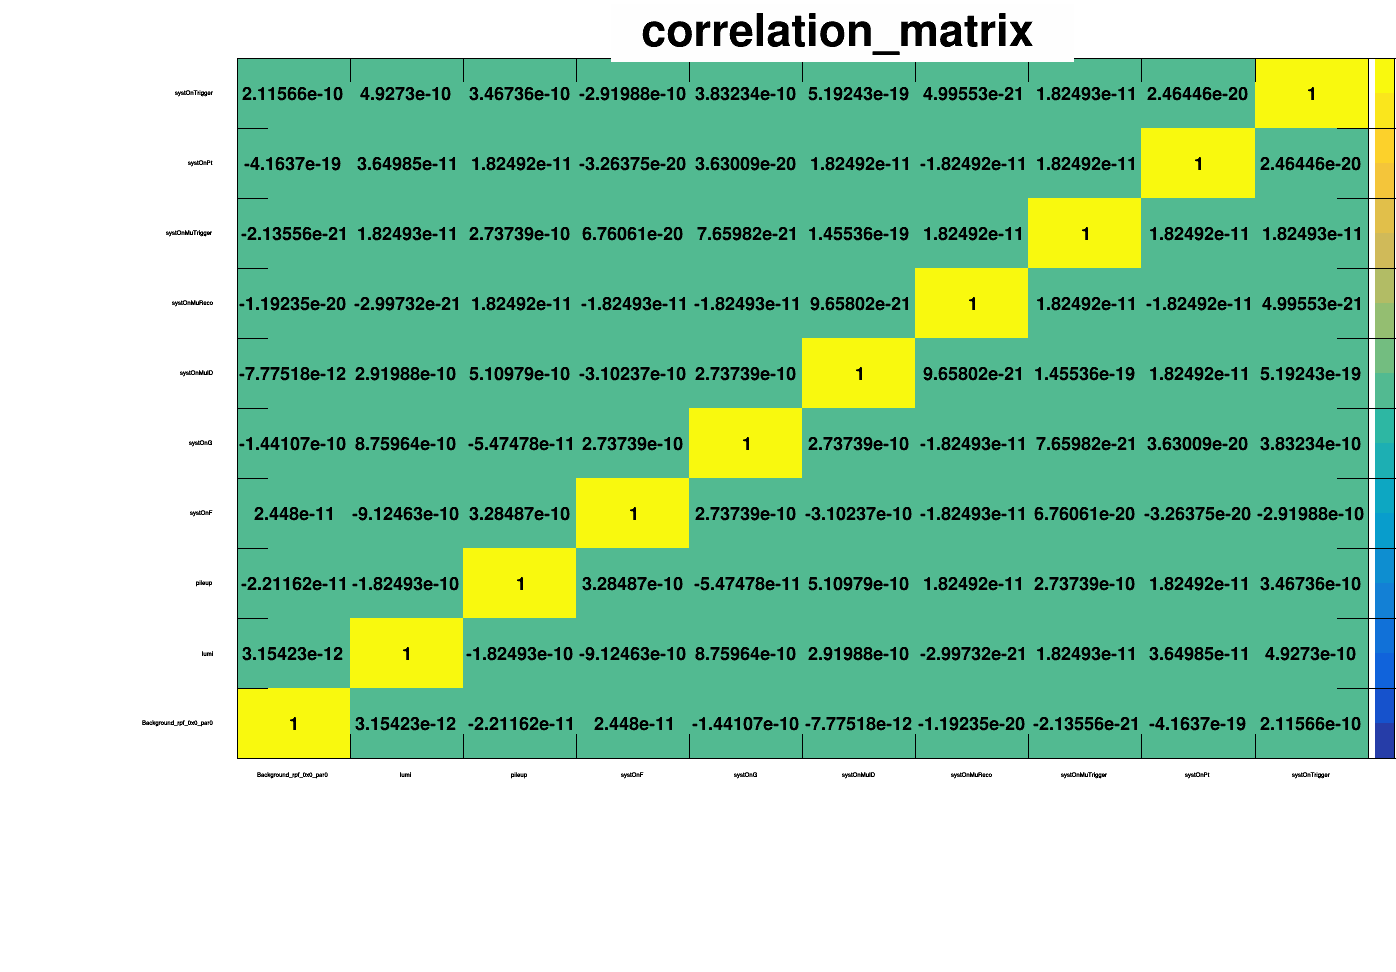 correlation_matrix
systOnTrigger 2.11566e-10 4.9273e-10 3.46736e-10 -2.91988e-10 3.83234e-10 5.19243e-19 4.99553e-21 1.82493e-11 2.46446e-20 1
systOnPt -4.1637e-19 3.64985e-11 1.82492e-11 -3.26375e-20 3.63009e-20 1.82492e-11 -1.82492e-11 1.82492e-11 1 2.46446e-20
systOnMuTrigger -2.13556e-21 1.82493e-11 2.73739e-10 6.76061e-20 7.65982e-21 1.45536e-19 1.82492e-11 1 1.82492e-11 1.82493e-11
systOnMuReco -1.19235e-20 -2.99732e-21 1.82492e-11 -1.82493e-11 -1.82493e-11 9.65802e-21 1 1.82492e-11 -1.82492e-11 4.99553e-21
systOnMuID -7.77518e-12 2.91988e-10 5.10979e-10 -3.10237e-10 2.73739e-10 1 9.65802e-21 1.45536e-19 1.82492e-11 5.19243e-19
systOnG -1.44107e-10 8.75964e-10 -5.47478e-11 2.73739e-10 1 2.73739e-10 -1.82493e-11 7.65982e-21 3.63009e-20 3.83234e-10
systOnF 2.448e-11 -9.12463e-10 3.28487e-10 1 2.73739e-10 -3.10237e-10 -1.82493e-11 6.76061e-20 -3.26375e-20 -2.91988e-10
pileup -2.21162e-11 -1.82493e-10 1 3.28487e-10 -5.47478e-11 5.10979e-10 1.82492e-11 2.73739e-10 1.82492e-11 3.46736e-10
lumi 3.15423e-12 1 -1.82493e-10 -9.12463e-10 8.75964e-10 2.91988e-10 -2.99732e-21 1.82493e-11 3.64985e-11 4.9273e-10
Background_rpf_0x0_par0 1 3.15423e-12 -2.21162e-11 2.448e-11 -1.44107e-10 -7.77518e-12 -1.19235e-20 -2.13556e-21 -4.1637e-19 2.11566e-10
Background_rpf_0x0_par0 lumi pileup systOnF systOnG systOnMuID systOnMuReco systOnMuTrigger systOnPt systOnTrigger